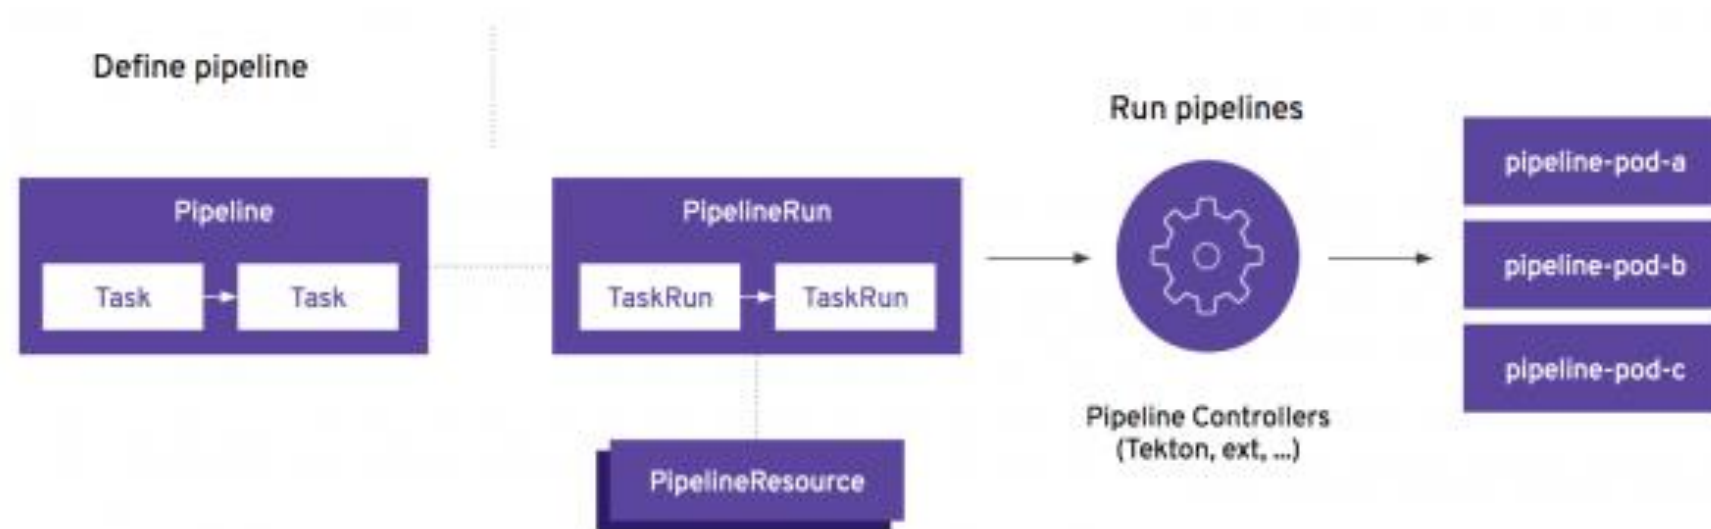 Define pipeline
Run pipelines
Pipeline
Task
Task
PipelineRun
TaskRun
TaskRun
PipelineResource
Pipeline Controllers
(Tekton, ext, ...)
pipeline-pod-a
pipeline-pod-b
pipeline-pod-c